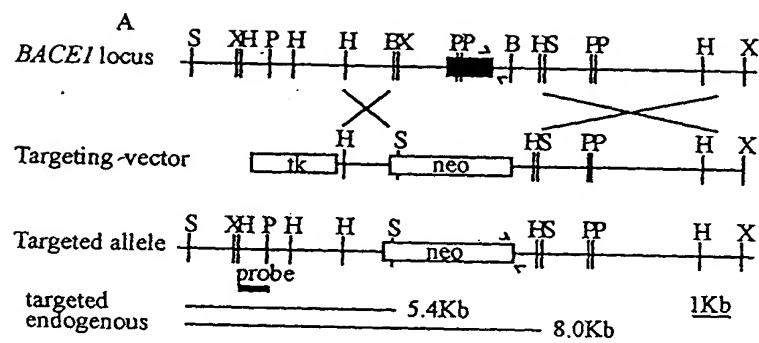 A
S XH P H H BX PP B HS PP H X
BACE1 locus
H S HS PP H X
Targeting-vector tk neo
S XH P H H S HS PP H X
Targeted allele neo
probe
targeted 5.4Kb 1Kb
endogenous 8.0Kb